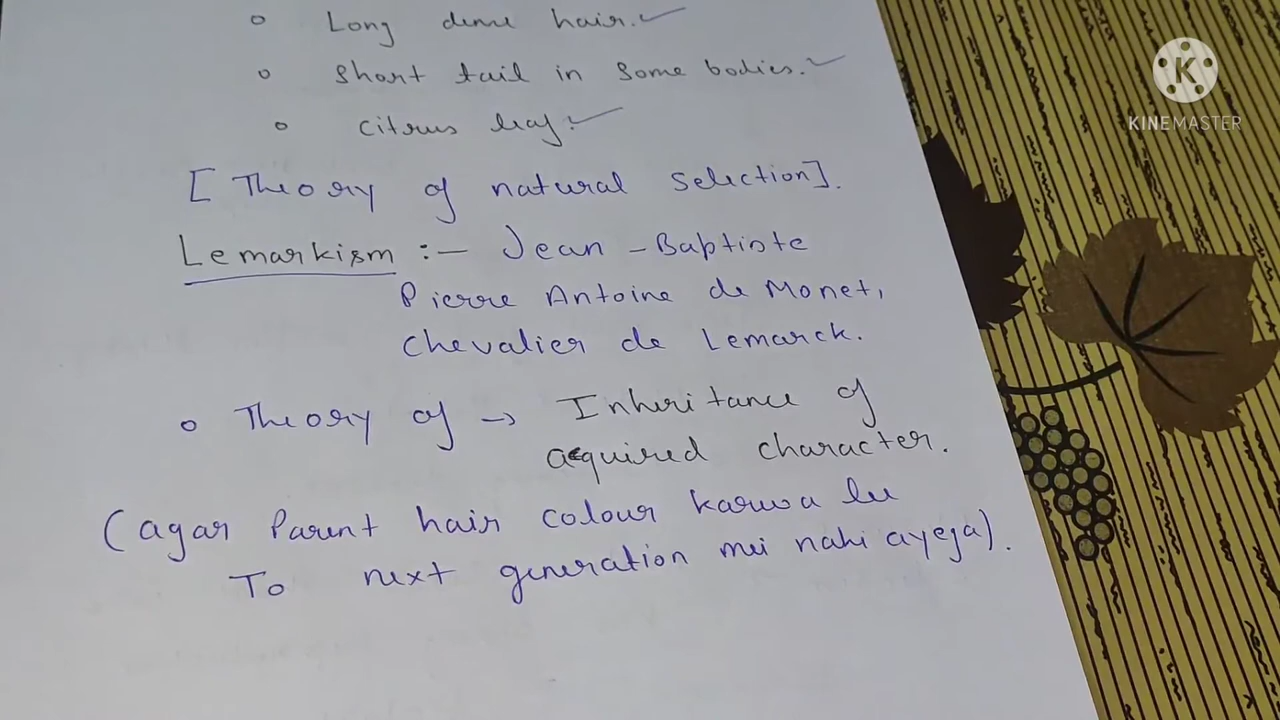 Long dense hair.
Short tail in some bodies.
Citrus leaf.
[Theory of natural selection].
Lemarkism :- Jean-Baptiste
Pierre Antoine de Monet,
Chevalier de Lemarck.
Theory of → Inheritance of
acquired character.
(agar Parent hair colour karwa le
To next generation mei nahi ayega).
K
KINEMASTER